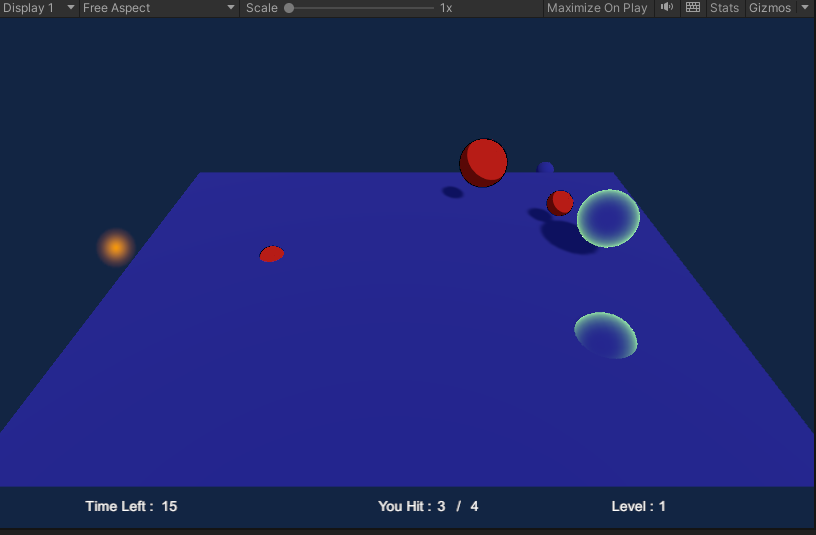 Display 1 Free Aspect Scale 1x Maximize On Play Stats Gizmos
Time Left : 15 You Hit : 3 / 4 Level : 1